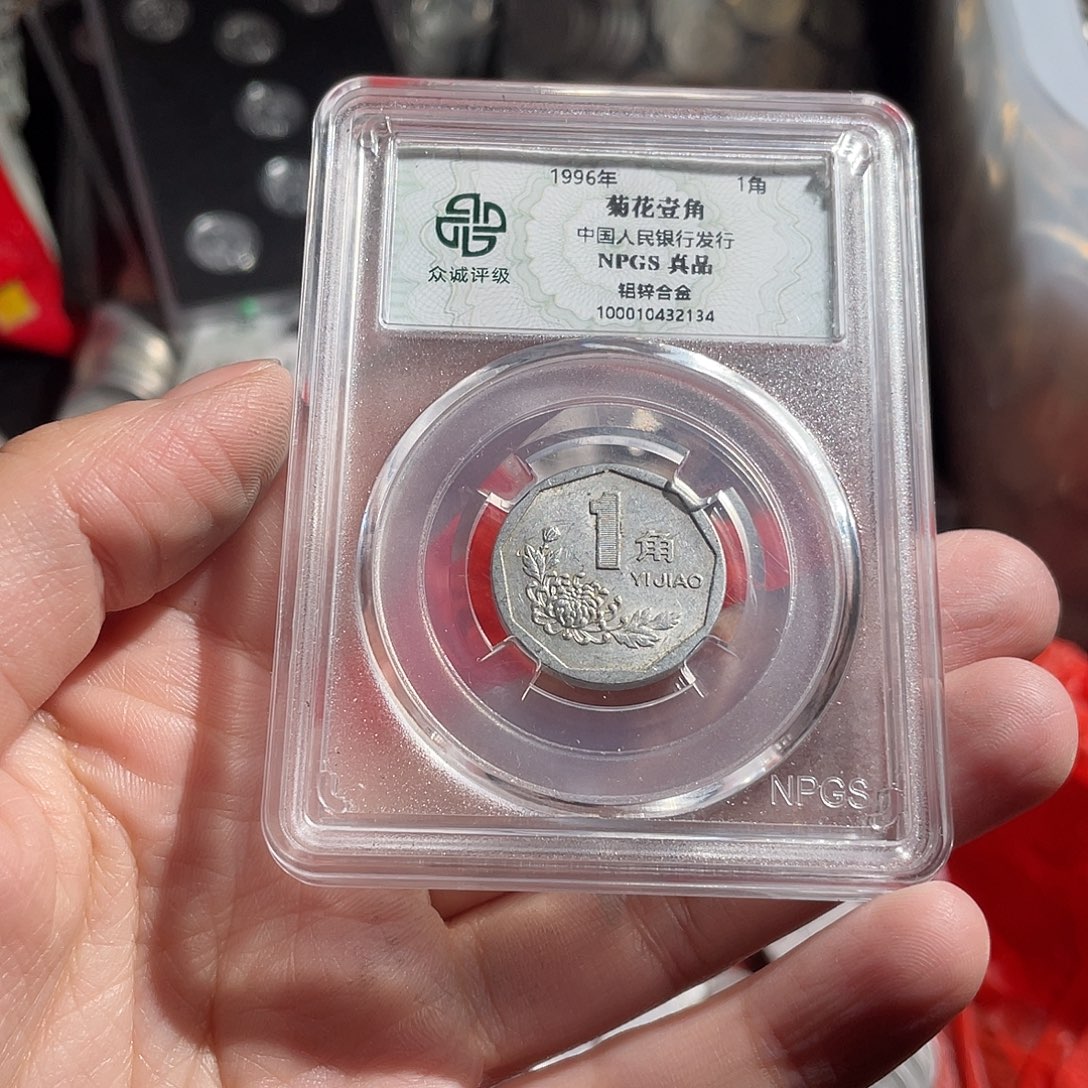 1996年 1角
菊花壹角
中国人民银行发行
NPGS 真品
铝锌合金
100010432134
众诚评级
1角
YIJIAO
NPGS